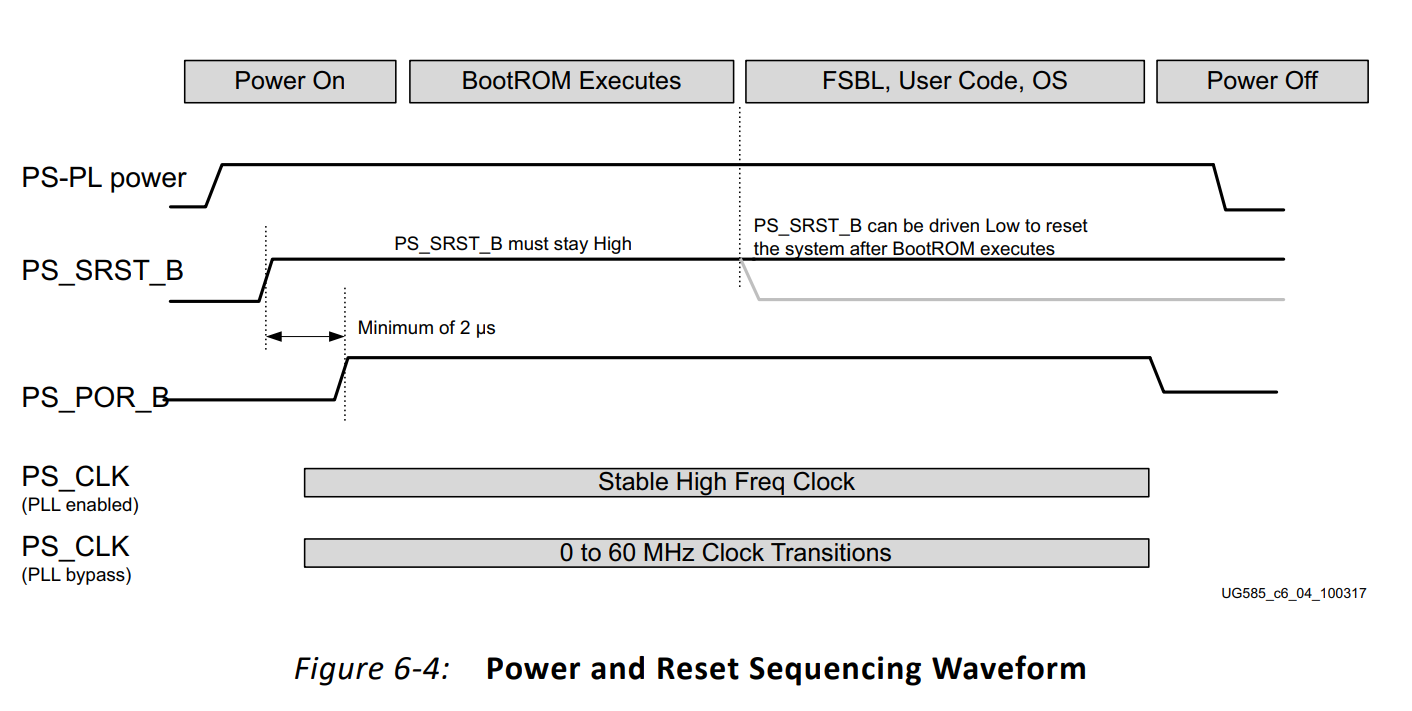 Power On
BootROM Executes
FSBL, User Code, OS
Power Off
PS-PL power
PS_SRST_B must stay High
PS_SRST_B can be driven Low to reset
the system after BootROM executes
PS_SRST_B
Minimum of 2 µs
PS_POR_B
PS_CLK
(PLL enabled)
Stable High Freq Clock
PS_CLK
(PLL bypass)
0 to 60 MHz Clock Transitions
UG585_c6_04_100317
Figure 6-4: Power and Reset Sequencing Waveform